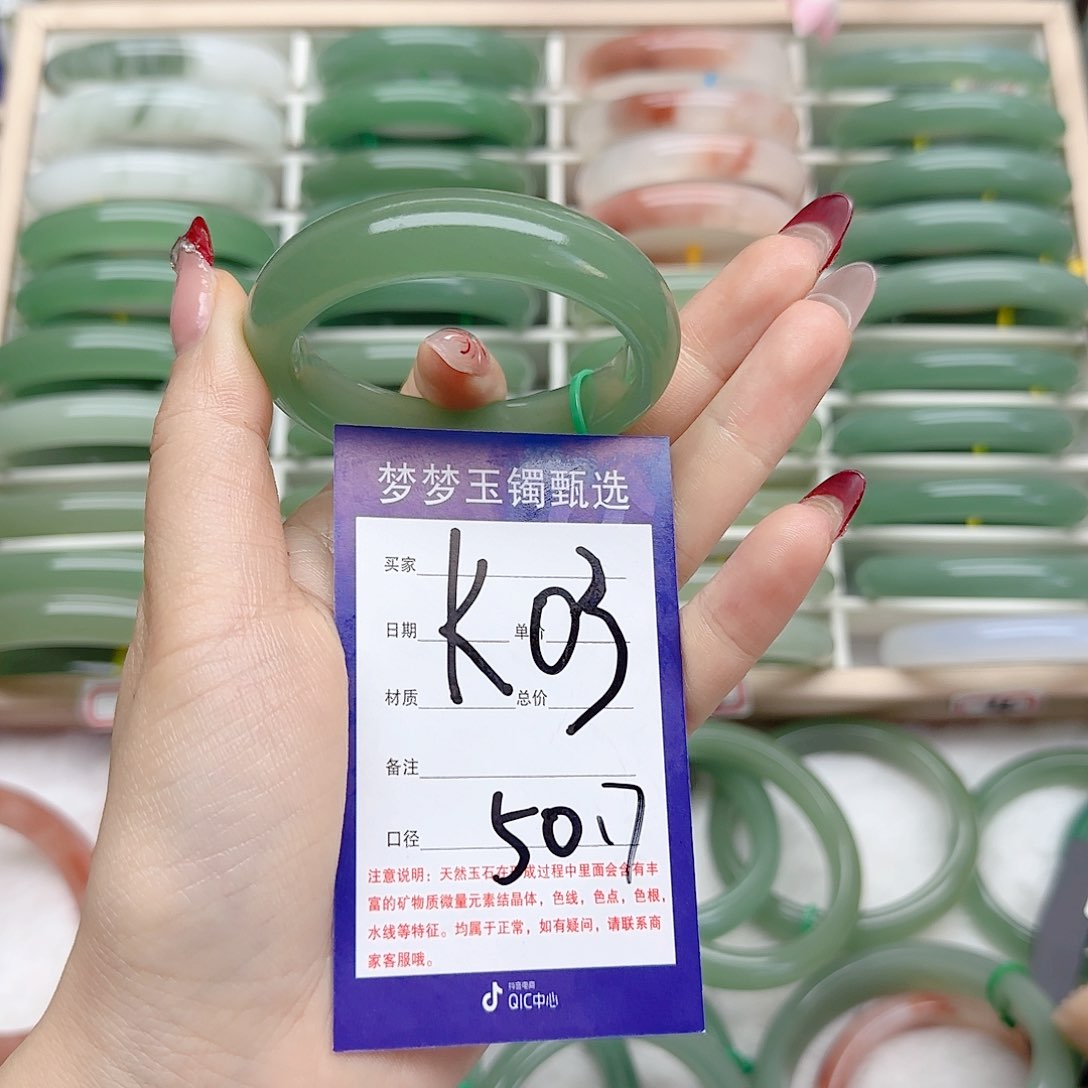 梦梦玉镯甄选
买家
K03
日期 单价
材质 总价
备注
口径 50.7
注意说明：天然玉石在形成过程中里面会含有丰
富的矿物质微量元素结晶体，色线，色点，色根，
水线等特征。均属于正常，如有疑问，请联系商
家客服哦。
抖音电商
QIC中心